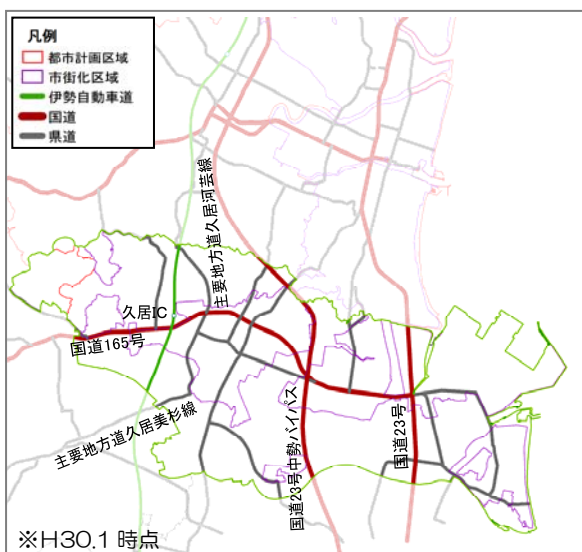 凡例
都市計画区域
市街化区域
伊勢自動車道
国道
県道
主要地方道久居河芸線
久居IC
国道165号
主要地方道久居美杉線
国道23号中勢バイパス
国道23号
※H30.1 時点